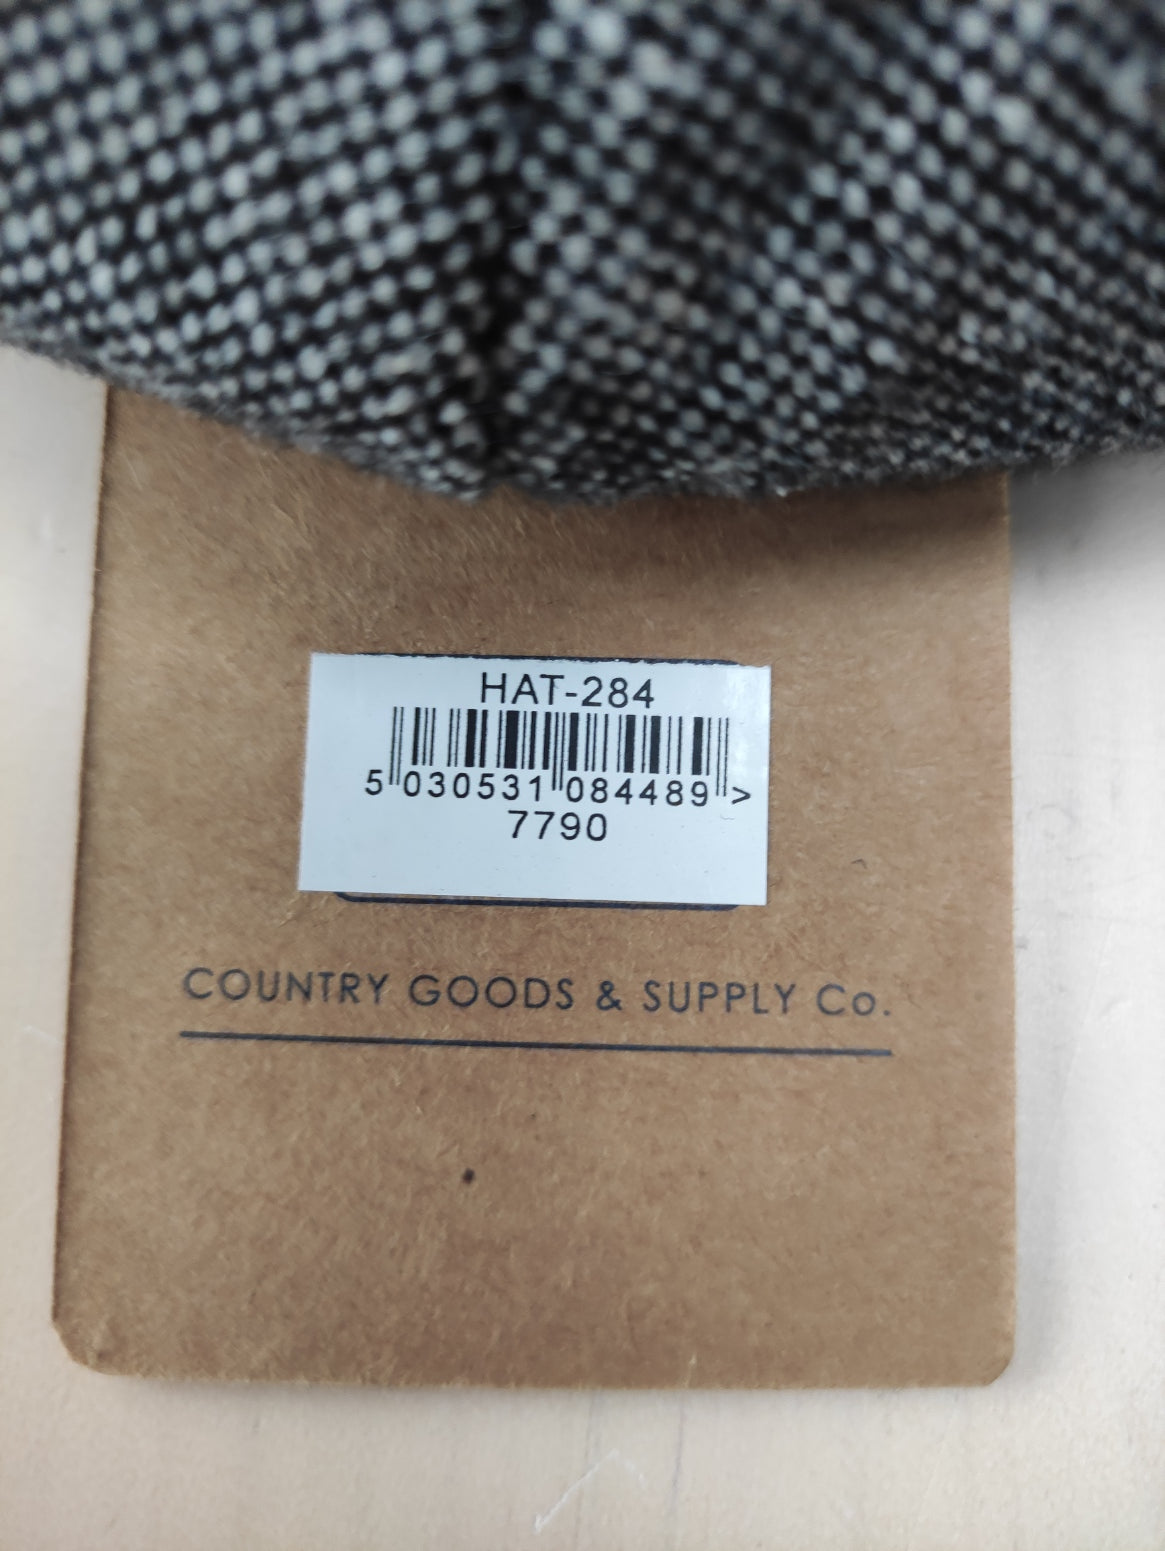 HAT-284
5 030531 084489 >
7790
COUNTRY GOODS & SUPPLY Co.